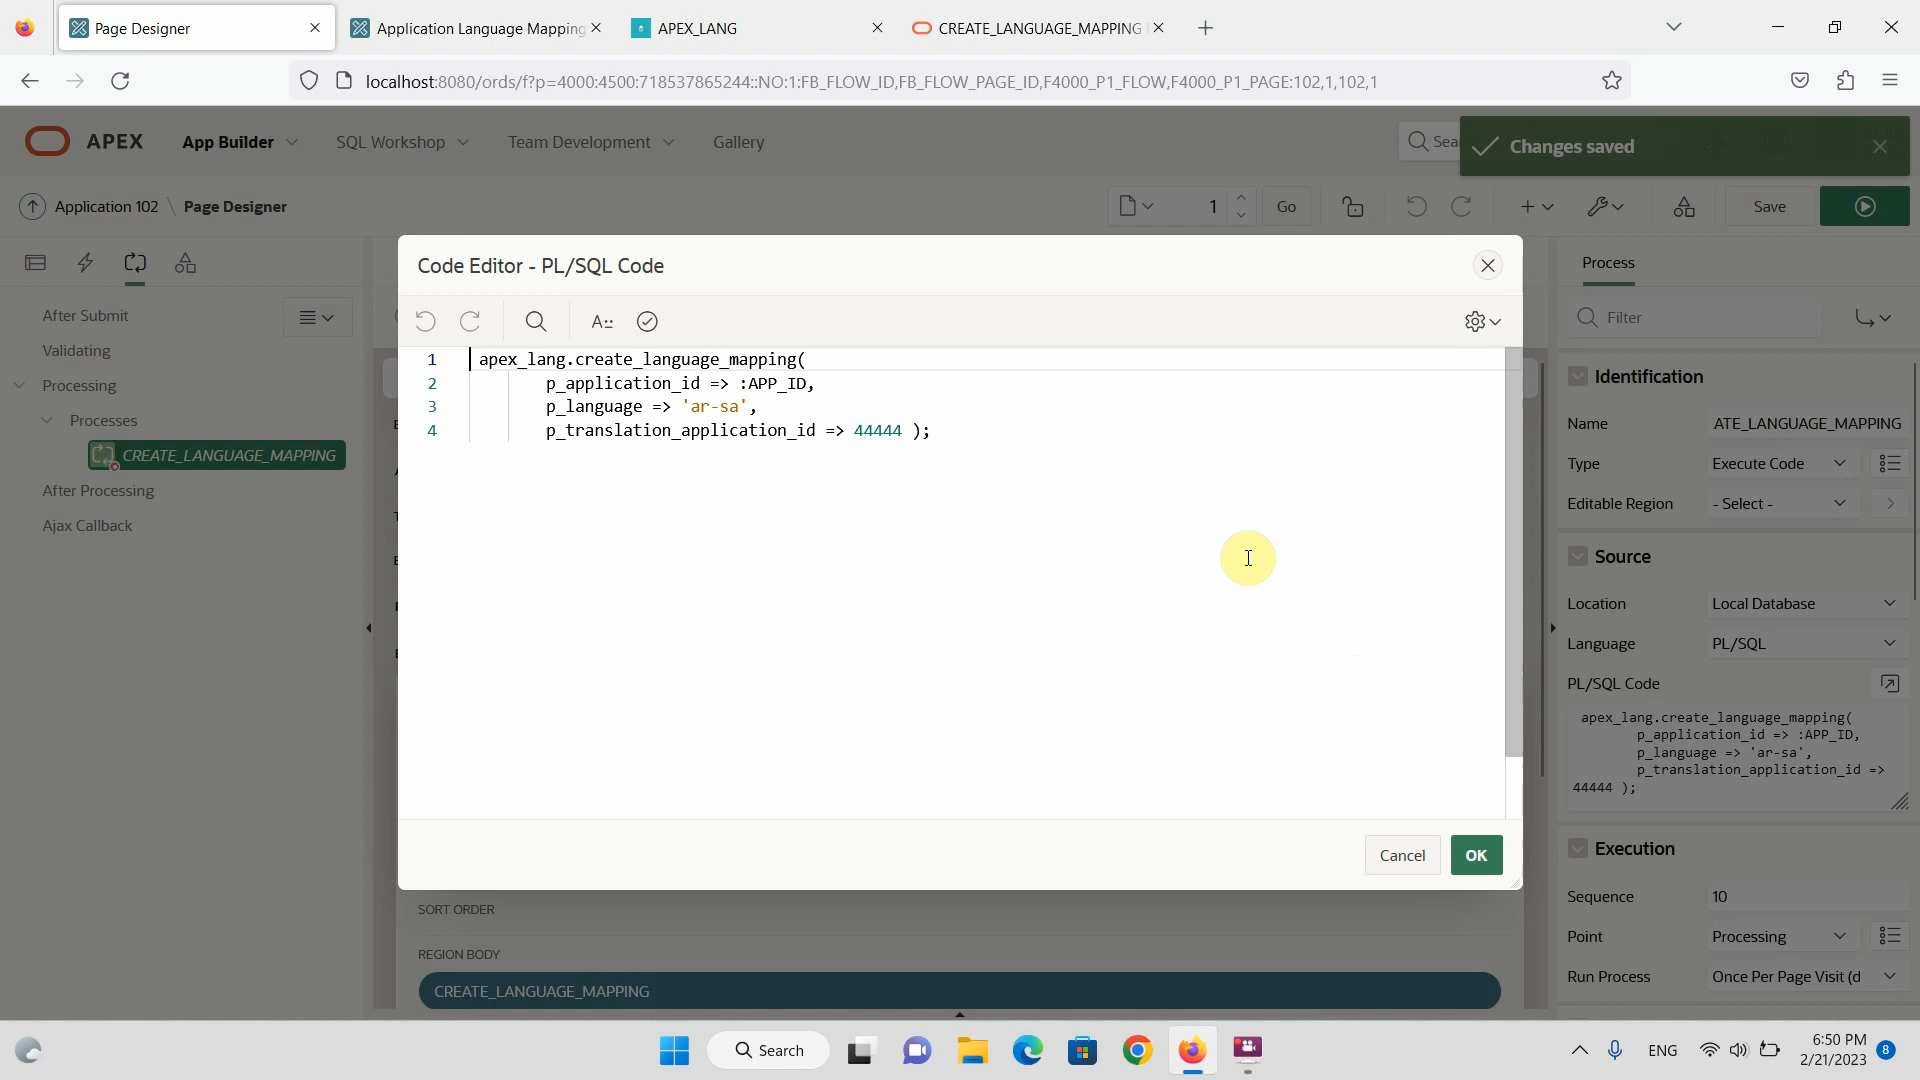 Page Designer
Application Language Mapping
APEX_LANG
CREATE_LANGUAGE_MAPPING
localhost:8080/ords/f?p=4000:4500:718537865244::NO:1:FB_FLOW_ID,FB_FLOW_PAGE_ID,F4000_P1_FLOW,F4000_P1_PAGE:102,1,102,1
APEX
App Builder
SQL Workshop
Team Development
Gallery
Sea
Changes saved
Application 102 \ Page Designer
1
Go
Save
Code Editor - PL/SQL Code
1 apex_lang.create_language_mapping(
2 p_application_id => :APP_ID,
3 p_language => 'ar-sa',
4 p_translation_application_id => 44444 );
Cancel
OK
After Submit
Validating
Processing
Processes
CREATE_LANGUAGE_MAPPING
After Processing
Ajax Callback
SORT ORDER
REGION BODY
CREATE_LANGUAGE_MAPPING
Process
Filter
Identification
Name ATE_LANGUAGE_MAPPING
Type Execute Code
Editable Region - Select -
Source
Location Local Database
Language PL/SQL
PL/SQL Code
apex_lang.create_language_mapping(
p_application_id => :APP_ID,
p_language => 'ar-sa',
p_translation_application_id =>
44444 );
Execution
Sequence 10
Point Processing
Run Process Once Per Page Visit (d
Search
ENG
6:50 PM
2/21/2023
8